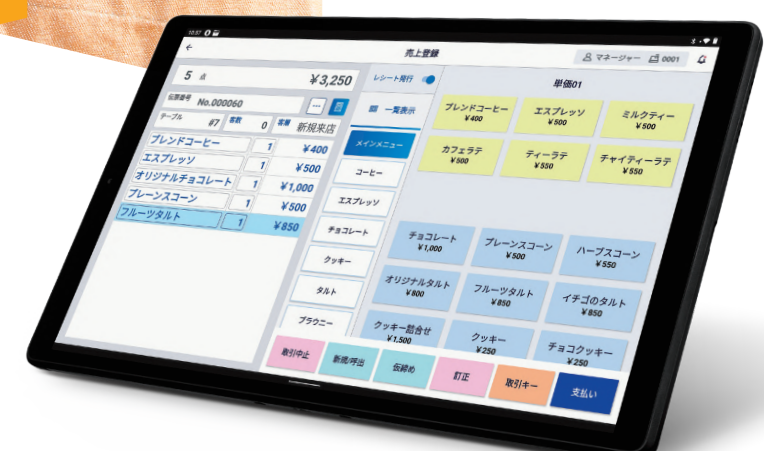 10:37
売上登録
マネージャー 0001
5 点 ¥3,250
伝票番号 No.000060
テーブル #7 客数 0 客層 新規来店
ブレンドコーヒー 1 ¥400
エスプレッソ 1 ¥500
オリジナルチョコレート 1 ¥1,000
プレーンスコーン 1 ¥500
フルーツタルト 1 ¥850
レシート発行
一覧表示
メインメニュー
コーヒー
エスプレッソ
チョコレート
クッキー
タルト
ブラウニー
単価01
ブレンドコーヒー
¥400
エスプレッソ
¥500
ミルクティー
¥500
カフェラテ
¥500
ティーラテ
¥550
チャイティーラテ
¥550
チョコレート
¥1,000
プレーンスコーン
¥500
ハーブスコーン
¥550
オリジナルタルト
¥800
フルーツタルト
¥850
イチゴのタルト
¥850
クッキー詰合せ
¥1,500
クッキー
¥250
チョコクッキー
¥250
取引中止
新規/呼出
伝締め
訂正
取引キー
支払い